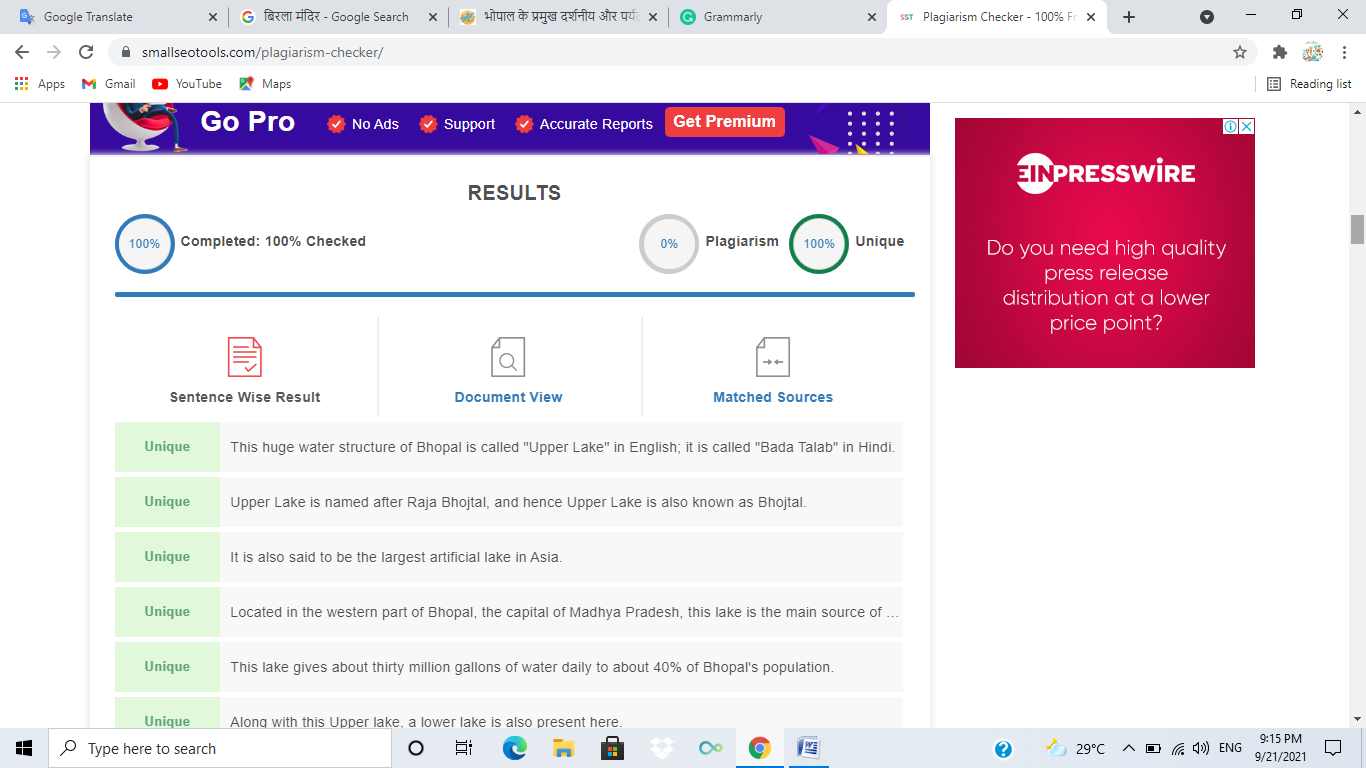 Google Translate
बिरला मंदिर - Google Search
भोपाल के प्रमुख दर्शनीय और पर्य
Grammarly
SST Plagiarism Checker - 100% Fr
smallseotools.com/plagiarism-checker/
Apps Gmail YouTube Maps Reading list
Go Pro No Ads Support Accurate Reports Get Premium
EINPRESSWIRE
Do you need high quality
press release
distribution at a lower
price point?
RESULTS
100% Completed: 100% Checked 0% Plagiarism 100% Unique
Sentence Wise Result Document View Matched Sources
Unique This huge water structure of Bhopal is called "Upper Lake" in English; it is called "Bada Talab" in Hindi.
Unique Upper Lake is named after Raja Bhojtal, and hence Upper Lake is also known as Bhojtal.
Unique It is also said to be the largest artificial lake in Asia.
Unique Located in the western part of Bhopal, the capital of Madhya Pradesh, this lake is the main source of ...
Unique This lake gives about thirty million gallons of water daily to about 40% of Bhopal's population.
Unique Along with this Upper lake, a lower lake is also present here.
Type here to search
29°C ENG
9:15 PM
9/21/2021